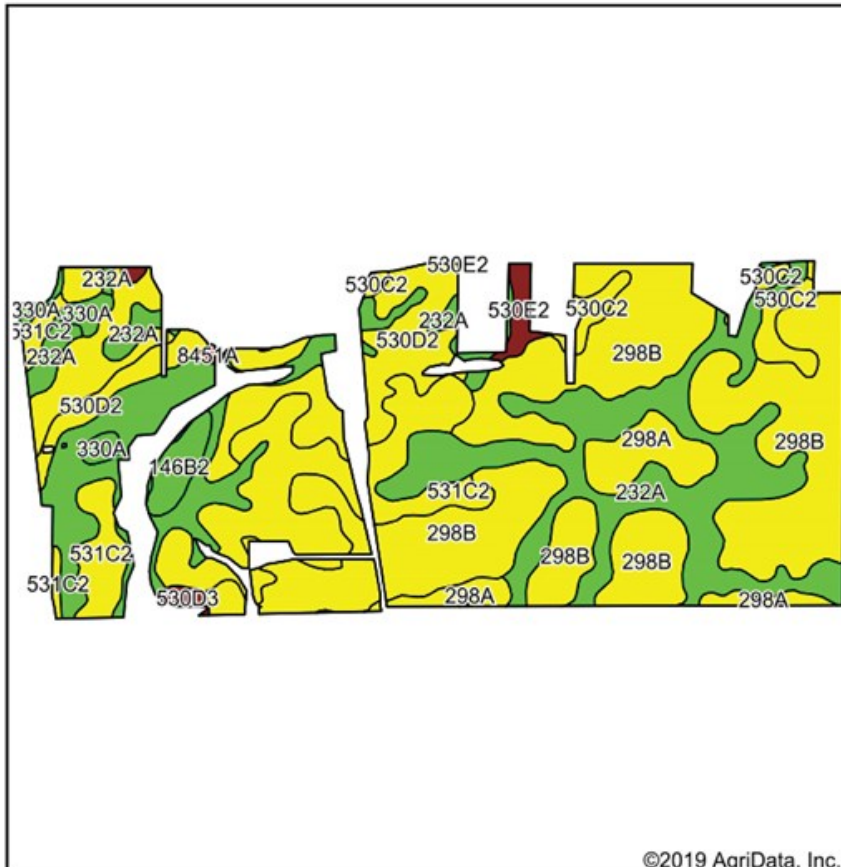 530E2
530C2
530C2
232A
530C2
330A
330A
530E2
530C2
232A
531C2
232A
530D2
8451A
298B
232A
530D2
298A
298B
330A
146B2
531C2
232A
298B
531C2
298B
298B
531C2
530D3
298A
298A
©2019 AgriData, Inc.